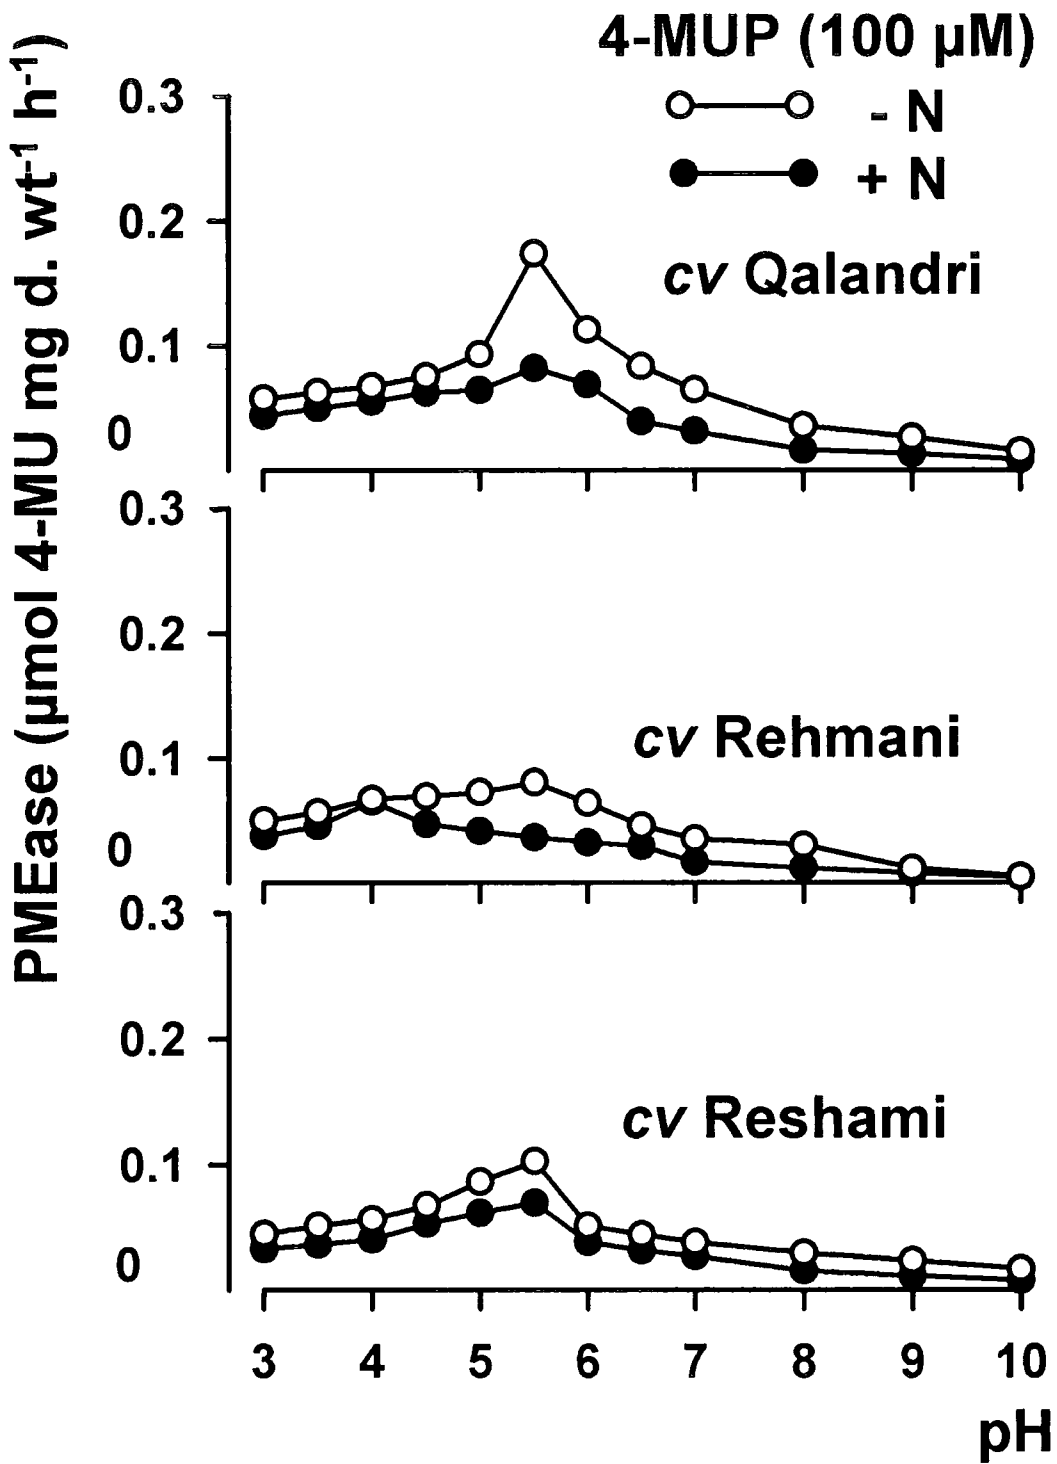 PMEase (µmol 4-MU mg d. wt⁻¹ h⁻¹)
4-MUP (100 µM)
- N
+ N
0.3
0.2
0.1
0
cv Qalandri
0.3
0.2
0.1
0
cv Rehmani
0.3
0.2
0.1
0
cv Reshami
3 4 5 6 7 8 9 10
pH